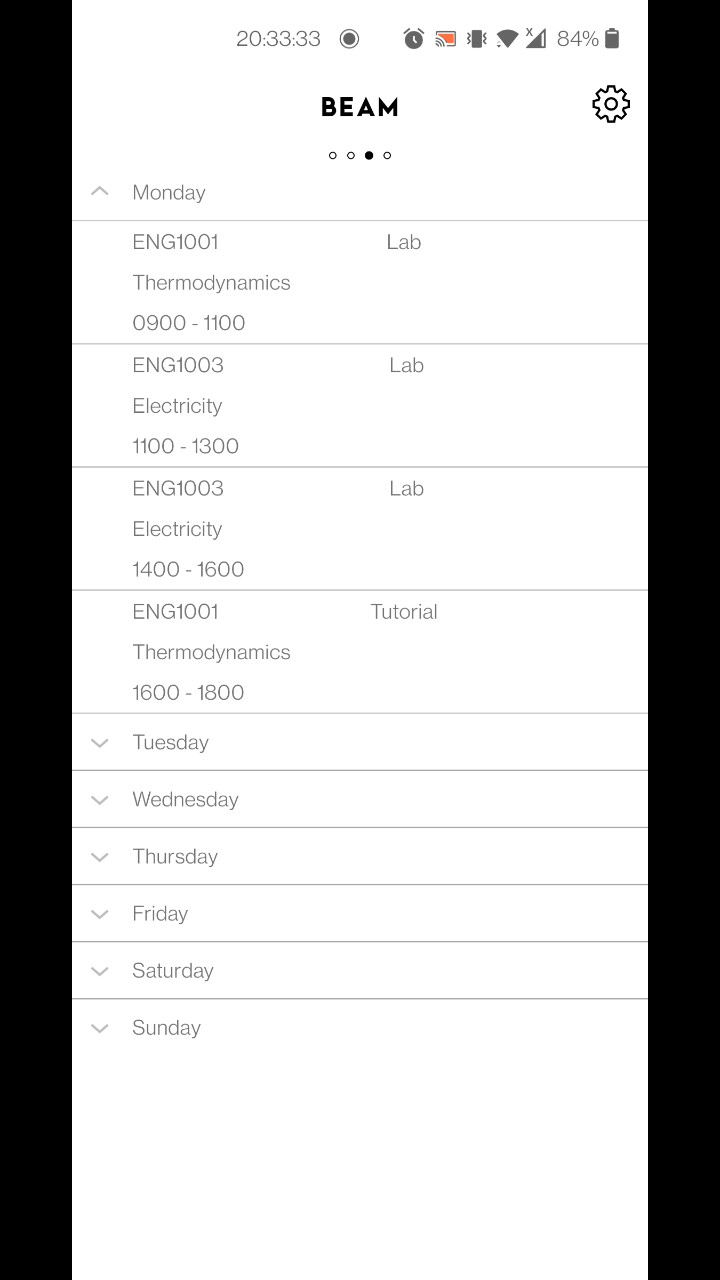 20:33:33 84%
BEAM
Monday
ENG1001 Lab
Thermodynamics
0900 - 1100
ENG1003 Lab
Electricity
1100 - 1300
ENG1003 Lab
Electricity
1400 - 1600
ENG1001 Tutorial
Thermodynamics
1600 - 1800
Tuesday
Wednesday
Thursday
Friday
Saturday
Sunday